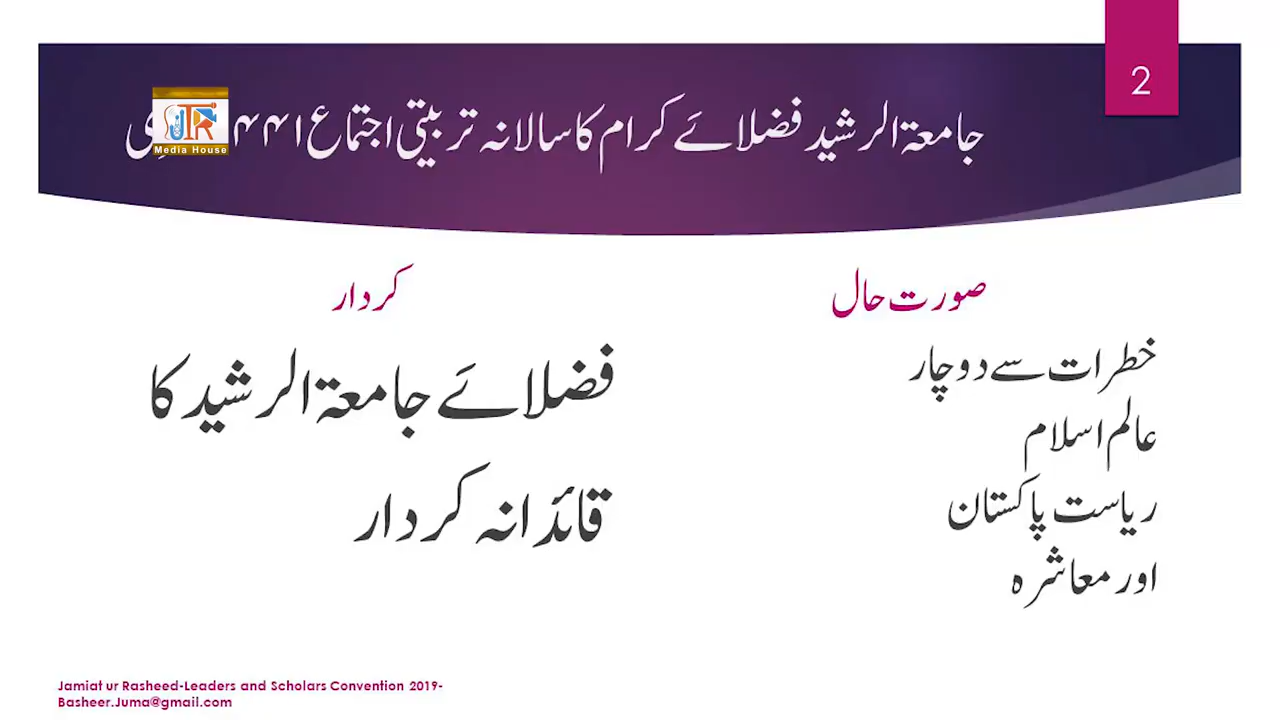 2
جامعۃ الرشید فضلائے کرام کا سالانہ تربیتی اجتماع ۱۴۴
JTR
Media House
صورت حال
خطرات سے دوچار
عالم اسلام
ریاست پاکستان
اور معاشرہ
کردار
فضلائے جامعۃ الرشید کا
قائدانہ کردار
Jamiat ur Rasheed-Leaders and Scholars Convention 2019-
Basheer.Juma@gmail.com